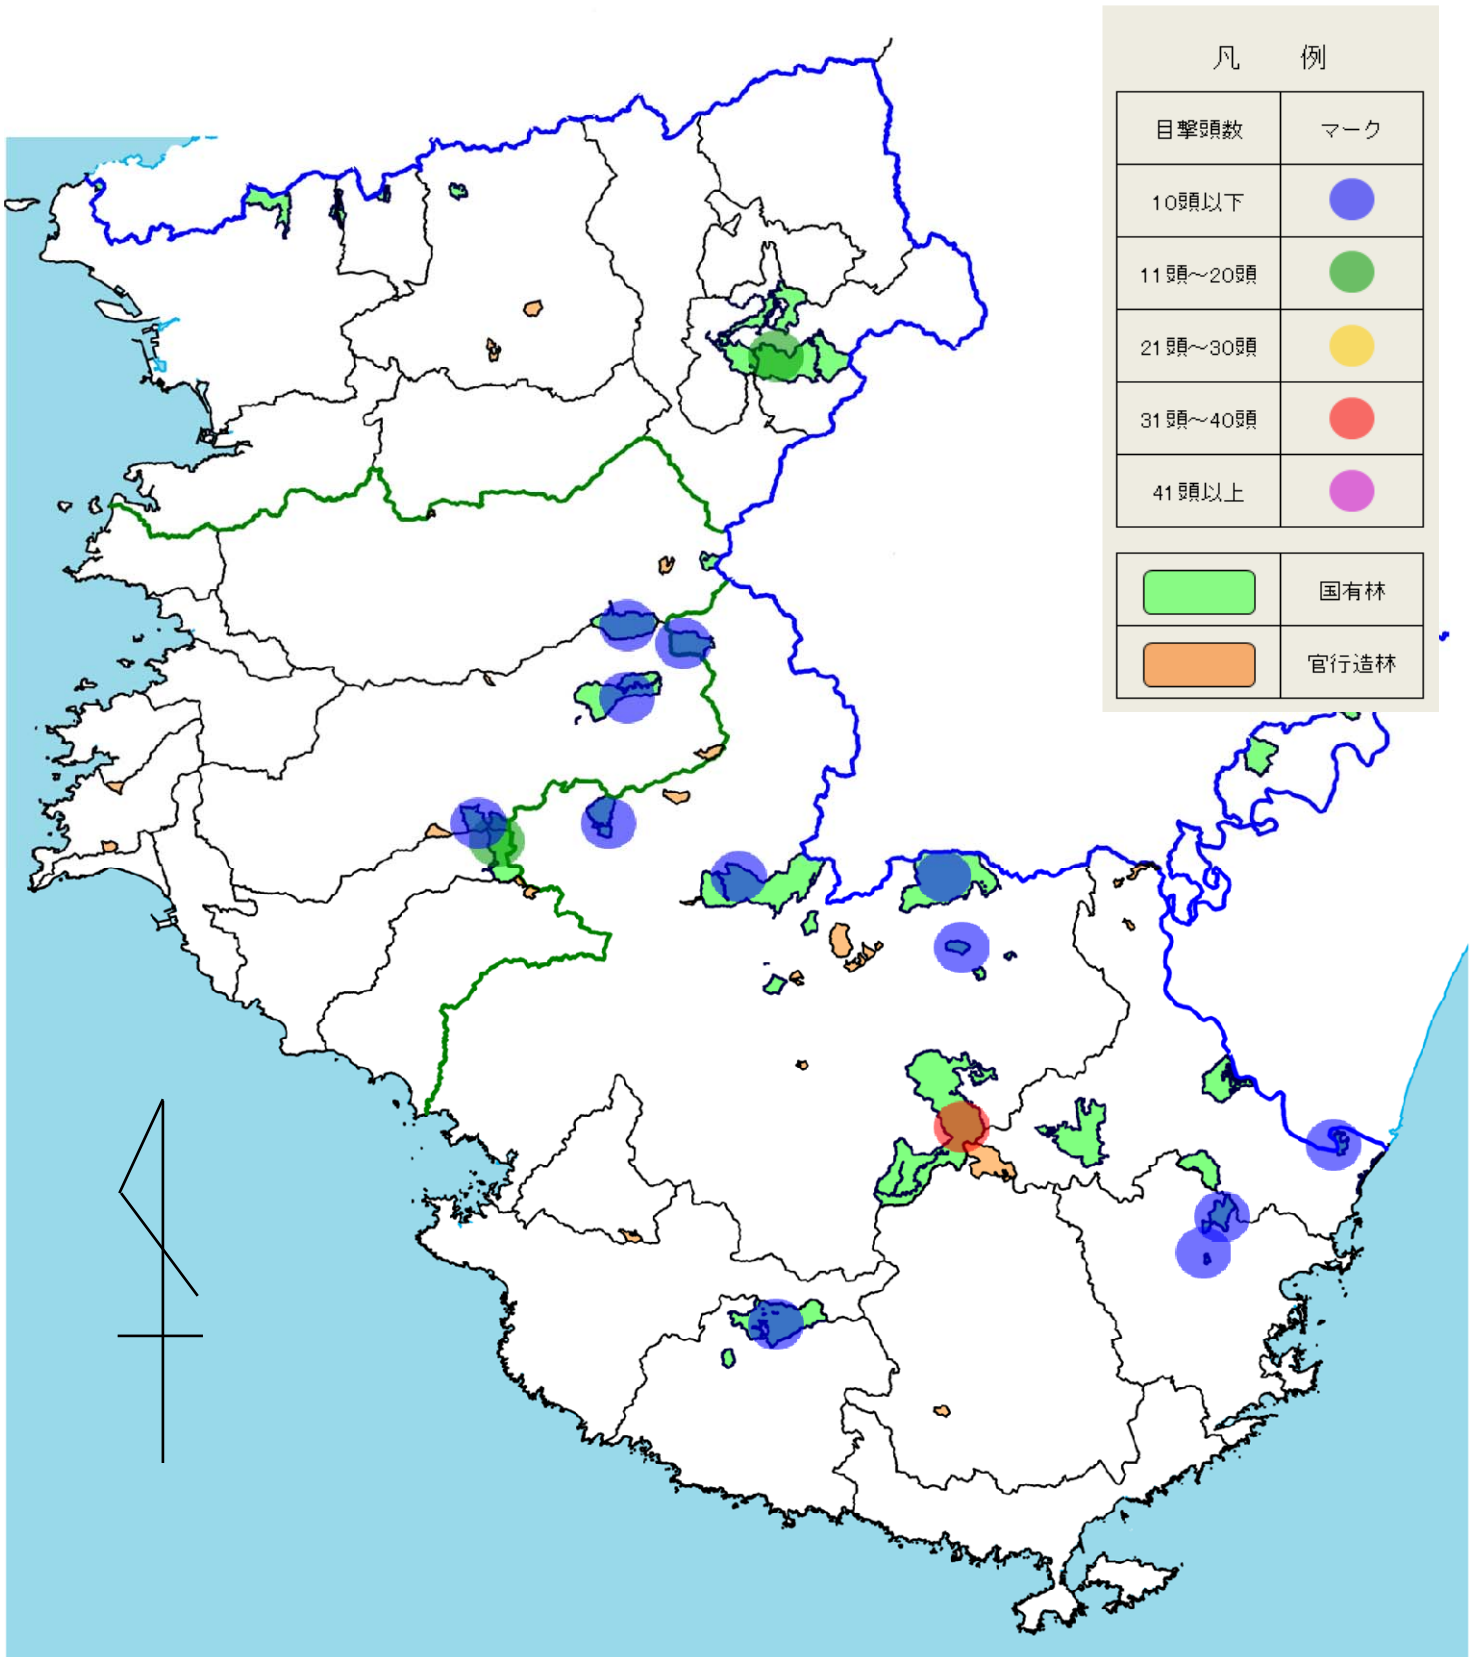 凡 例
目撃頭数 マーク
10頭以下
11頭～20頭
21頭～30頭
31頭～40頭
41頭以上
国有林
官行造林